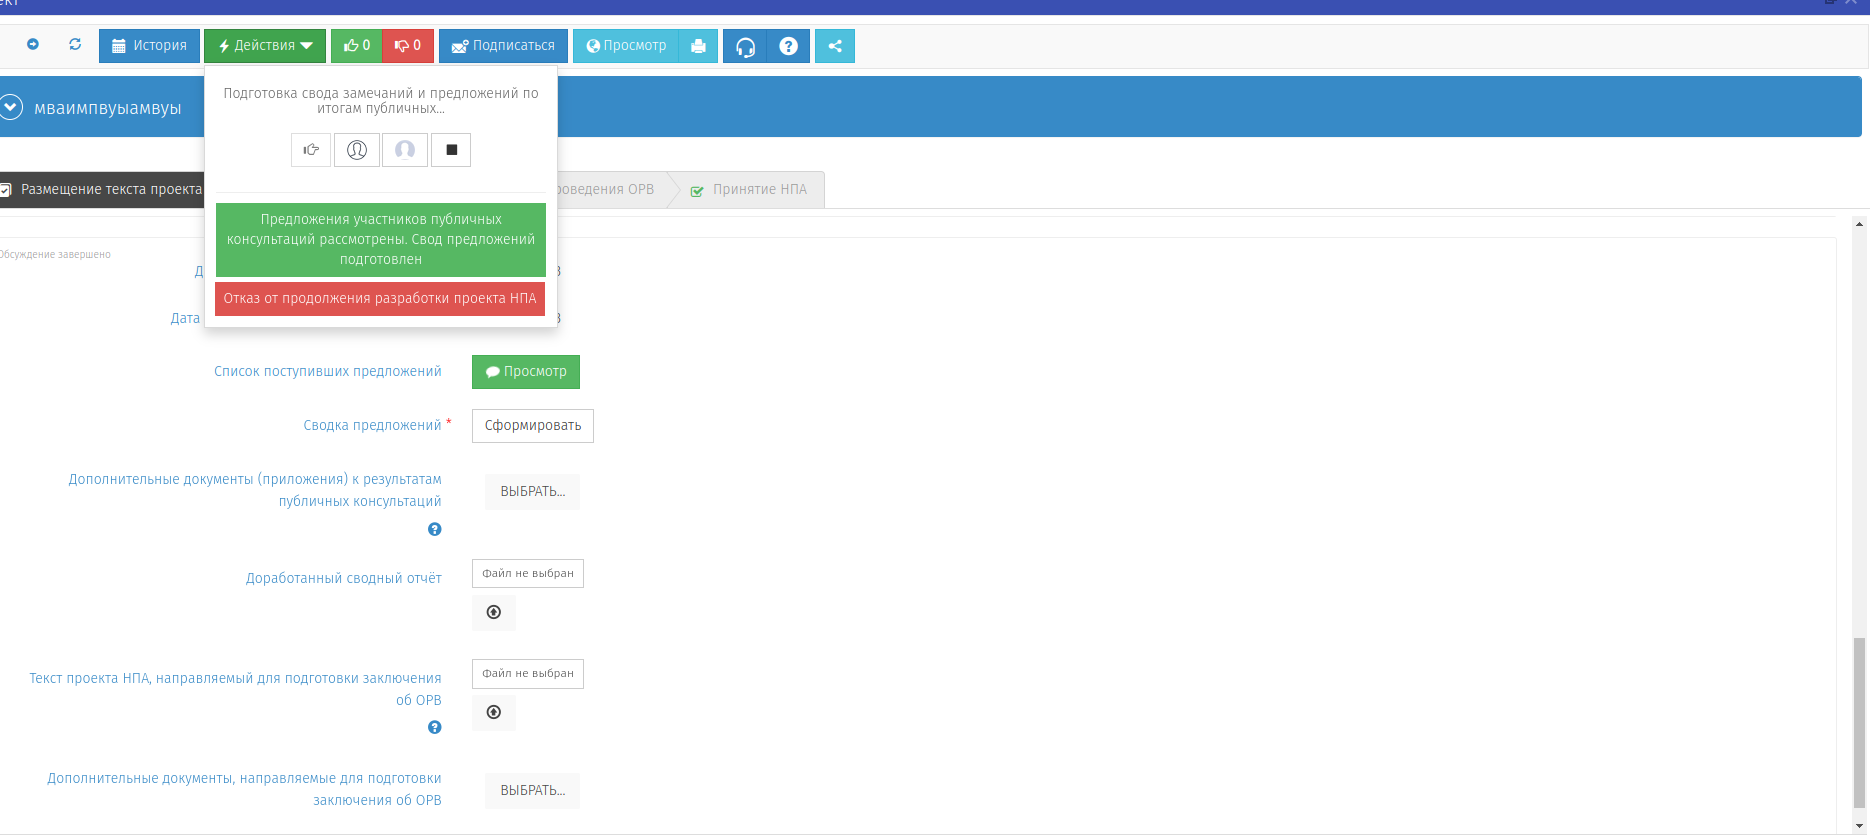 История
Действия
0
0
Подписаться
Просмотр
мваимпвуыамвуы
Подготовка свода замечаний и предложений по
итогам публичных...
Размещение текста проекта
ОРВ
Принятие НПА
Предложения участников публичных
консультаций рассмотрены. Свод предложений
подготовлен
Отказ от продолжения разработки проекта НПА
Обсуждение завершено
Дата
Список поступивших предложений
Просмотр
Сводка предложений *
Сформировать
Дополнительные документы (приложения) к результатам
публичных консультаций
ВЫБРАТЬ...
Доработанный сводный отчёт
Файл не выбран
Текст проекта НПА, направляемый для подготовки заключения
об ОРВ
Файл не выбран
Дополнительные документы, направляемые для подготовки
заключения об ОРВ
ВЫБРАТЬ...